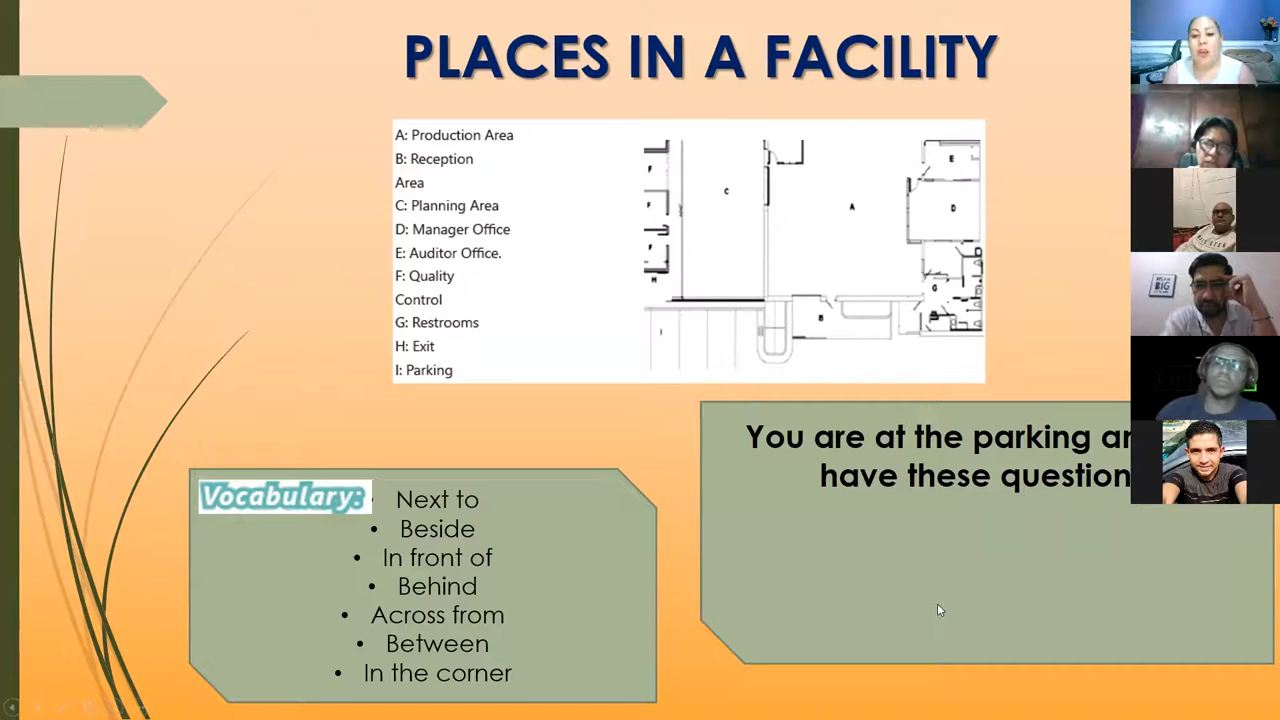 PLACES IN A FACILITY
A: Production Area
B: Reception
Area
C: Planning Area
D: Manager Office
E: Auditor Office.
F: Quality
Control
G: Restrooms
H: Exit
I: Parking
F
F
F
H
I
C
A
B
E
D
G
Vocabulary:
• Next to
• Beside
• In front of
• Behind
• Across from
• Between
• In the corner
You are at the parking
have these question
BIG